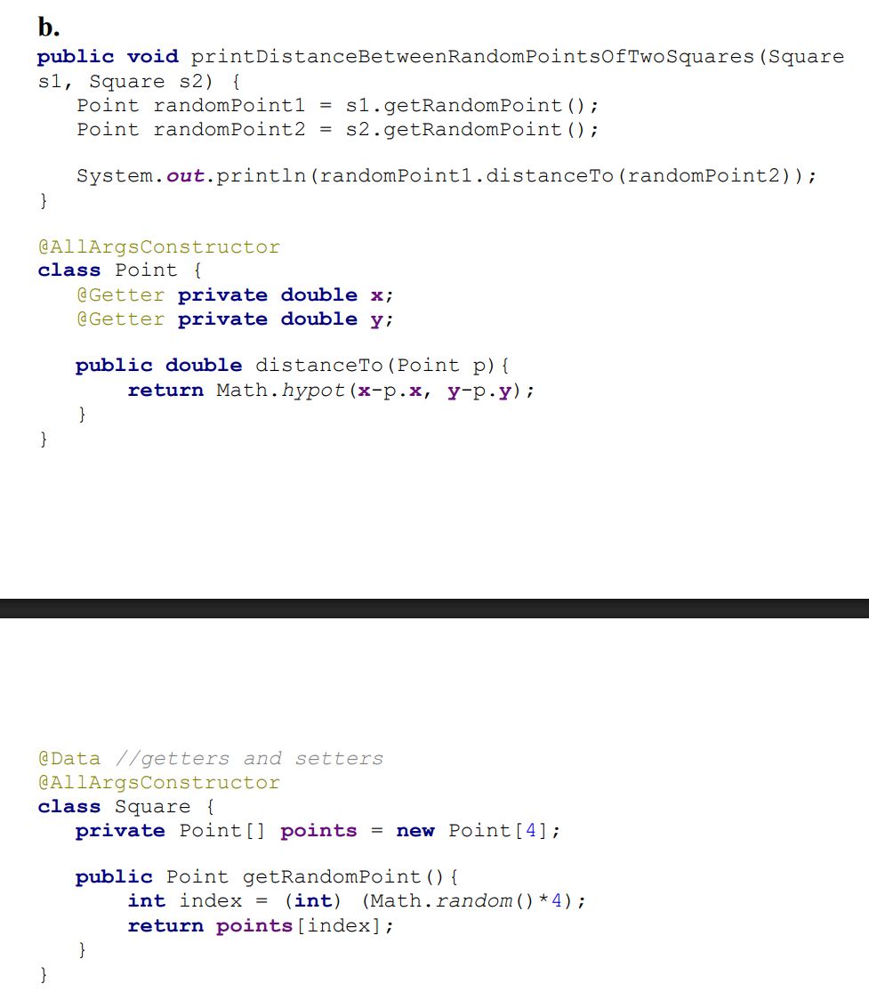 b.
public void printDistanceBetweenRandomPointsOfTwoSquares(Square
s1, Square s2) {
    Point randomPoint1 = s1.getRandomPoint();
    Point randomPoint2 = s2.getRandomPoint();

    System.out.println(randomPoint1.distanceTo(randomPoint2));
}

@AllArgsConstructor
class Point {
    @Getter private double x;
    @Getter private double y;

    public double distanceTo(Point p){
        return Math.hypot(x-p.x, y-p.y);
    }
}

@Data //getters and setters
@AllArgsConstructor
class Square {
    private Point[] points = new Point[4];

    public Point getRandomPoint(){
        int index = (int) (Math.random()*4);
        return points[index];
    }
}